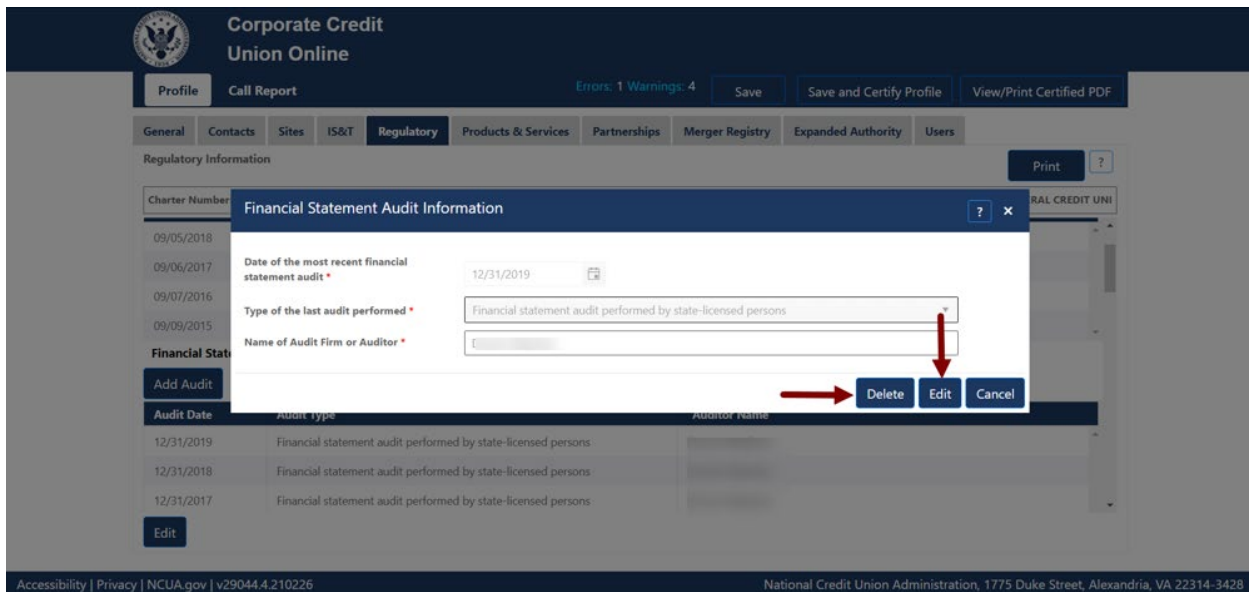 Corporate Credit
Union Online
Profile Call Report Errors: 1 Warnings: 4 Save Save and Certify Profile View/Print Certified PDF
General Contacts Sites IS&T Regulatory Products & Services Partnerships Merger Registry Expanded Authority Users
Regulatory Information Print ?
Charter Number RAL CREDIT UNI
Financial Statement Audit Information ? ×
09/05/2018
09/06/2017
Date of the most recent financial
statement audit * 12/31/2019
09/07/2016
Type of the last audit performed * Financial statement audit performed by state-licensed persons
09/09/2015
Name of Audit Firm or Auditor *
Financial State
Add Audit
Delete Edit Cancel
Audit Date Audit Type Auditor Name
12/31/2019 Financial statement audit performed by state-licensed persons
12/31/2018 Financial statement audit performed by state-licensed persons
12/31/2017 Financial statement audit performed by state-licensed persons
Edit
Accessibility | Privacy | NCUA.gov | v29044.4.210226 National Credit Union Administration, 1775 Duke Street, Alexandria, VA 22314-3428